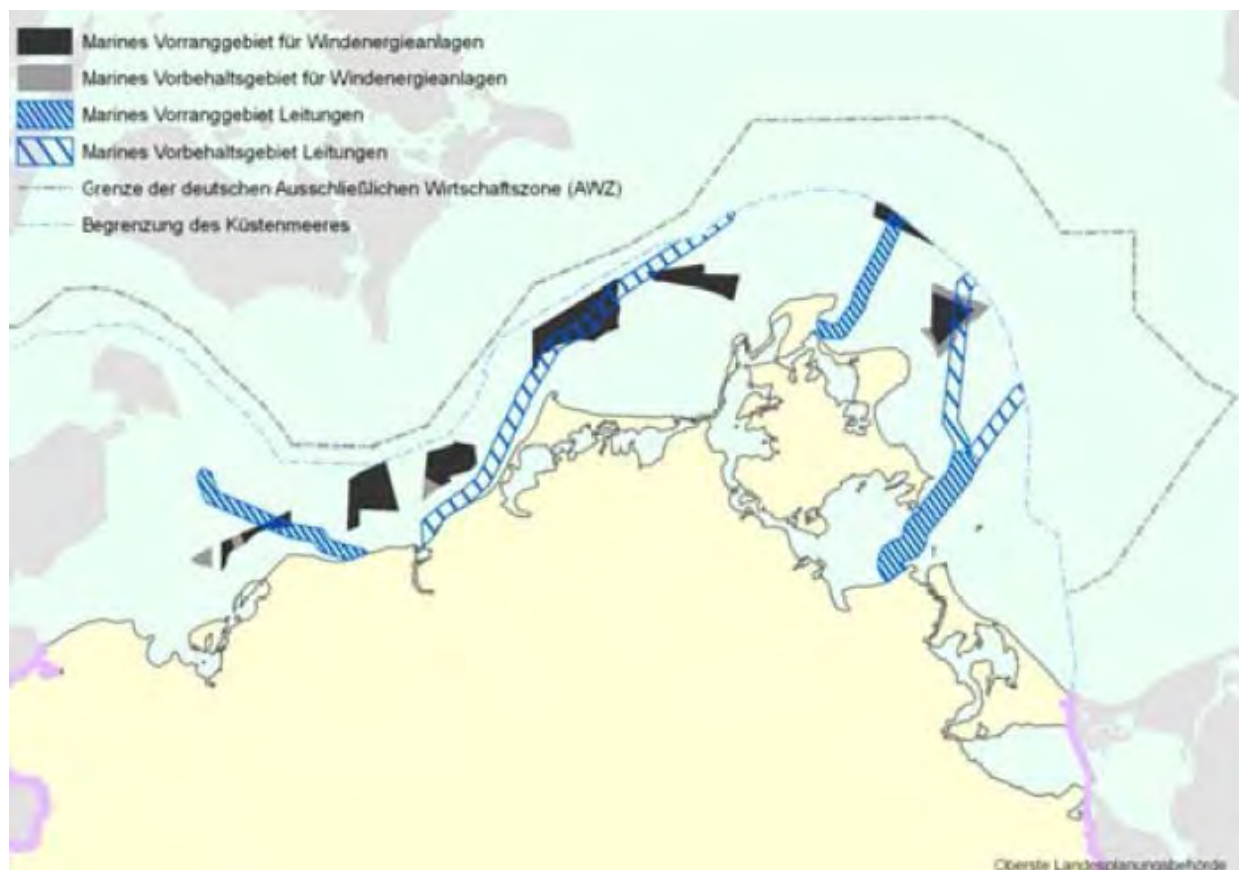 Marines Vorranggebiet für Windenergieanlagen
Marines Vorbehaltsgebiet für Windenergieanlagen
Marines Vorranggebiet Leitungen
Marines Vorbehaltsgebiet Leitungen
Grenze der deutschen Ausschließlichen Wirtschaftszone (AWZ)
Begrenzung des Küstenmeeres
Oberste Landesplanungsbehörde